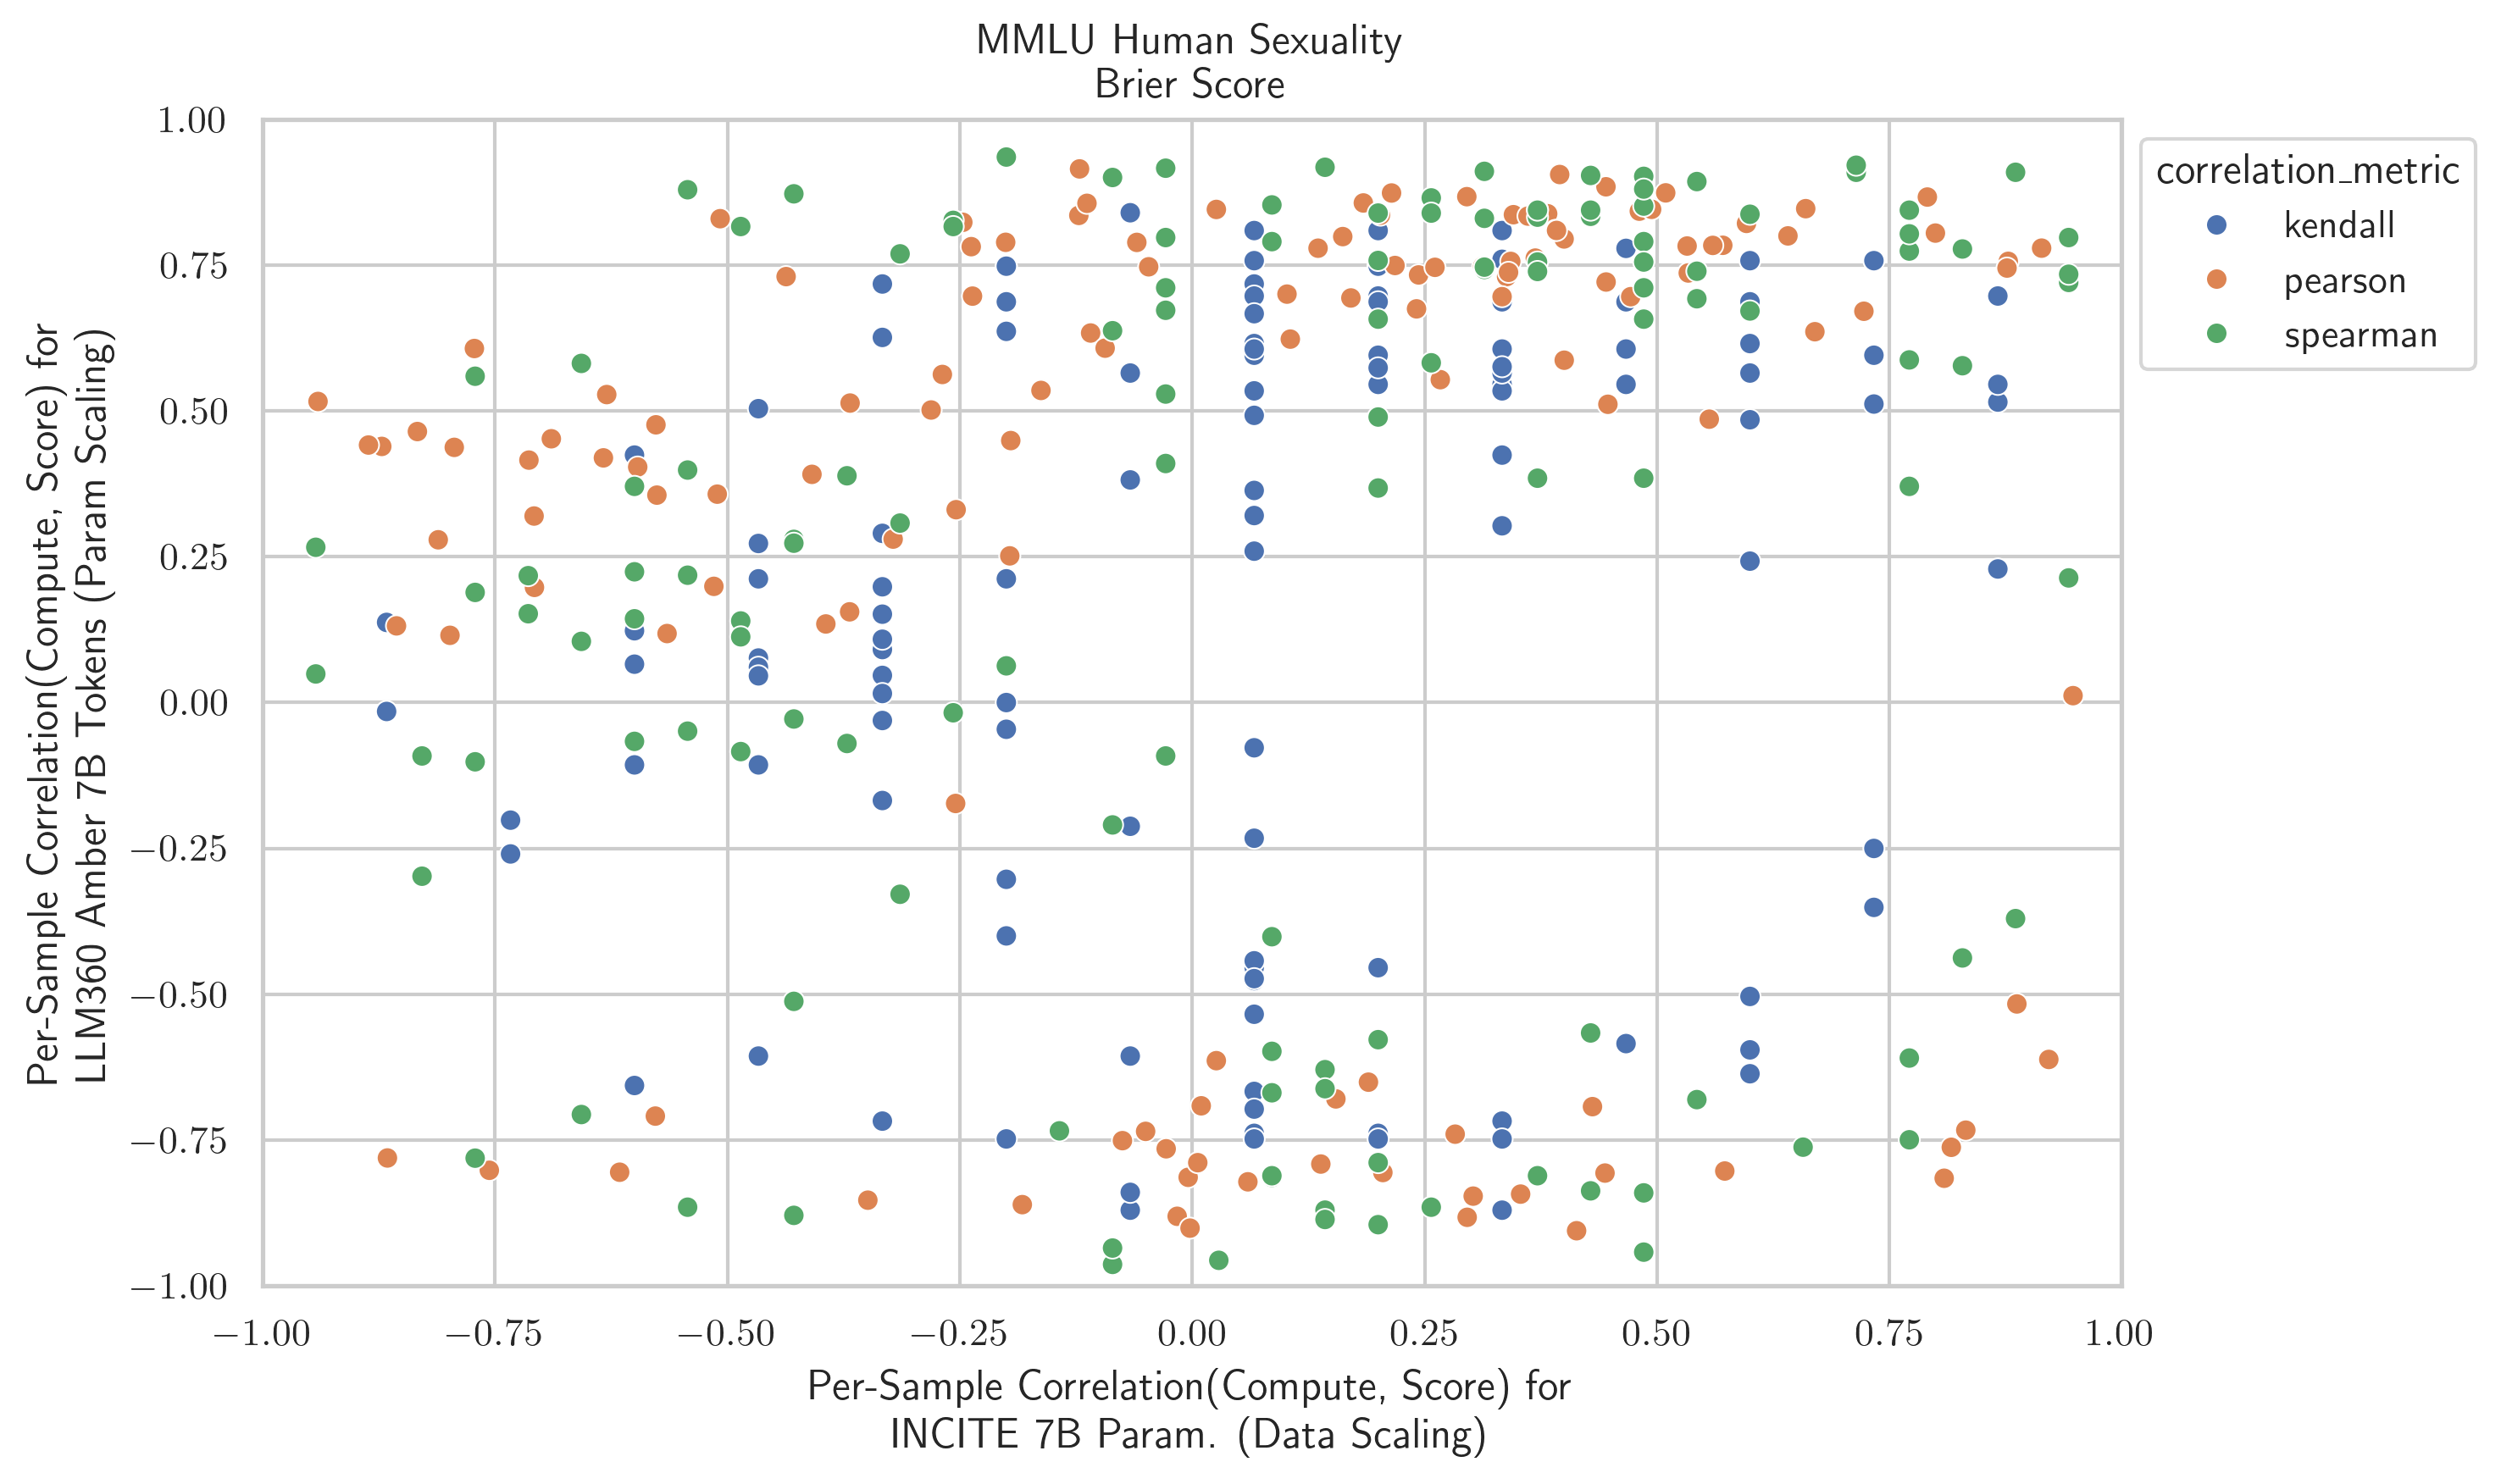 MMLU Human Sexuality
Brier Score
1.00
0.75
0.50
0.25
0.00
−0.25
−0.50
−0.75
−1.00
Per-Sample Correlation(Compute, Score) for
LLM360 Amber 7B Tokens (Param Scaling)
correlation_metric
kendall
pearson
spearman
−1.00 −0.75 −0.50 −0.25 0.00 0.25 0.50 0.75 1.00
Per-Sample Correlation(Compute, Score) for
INCITE 7B Param. (Data Scaling)